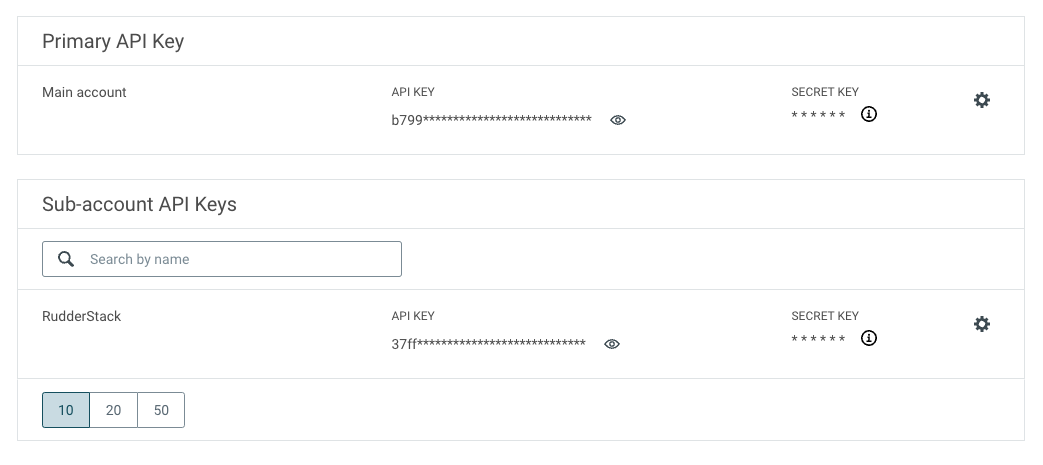 Primary API Key
Main account
API KEY
b799****************************
SECRET KEY
* * * * * *
Sub-account API Keys
Search by name
RudderStack
API KEY
37ff****************************
SECRET KEY
* * * * * *
10 20 50